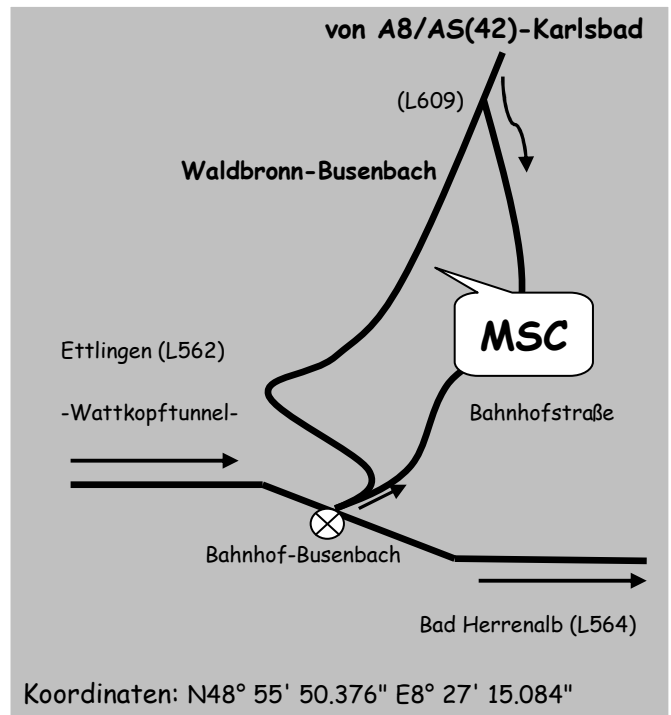 von A8/AS(42)-Karlsbad
(L609)
Waldbronn-Busenbach
MSC
Ettlingen (L562)
-Wattkopftunnel-
Bahnhofstraße
Bahnhof-Busenbach
Bad Herrenalb (L564)
Koordinaten: N48° 55' 50.376" E8° 27' 15.084"